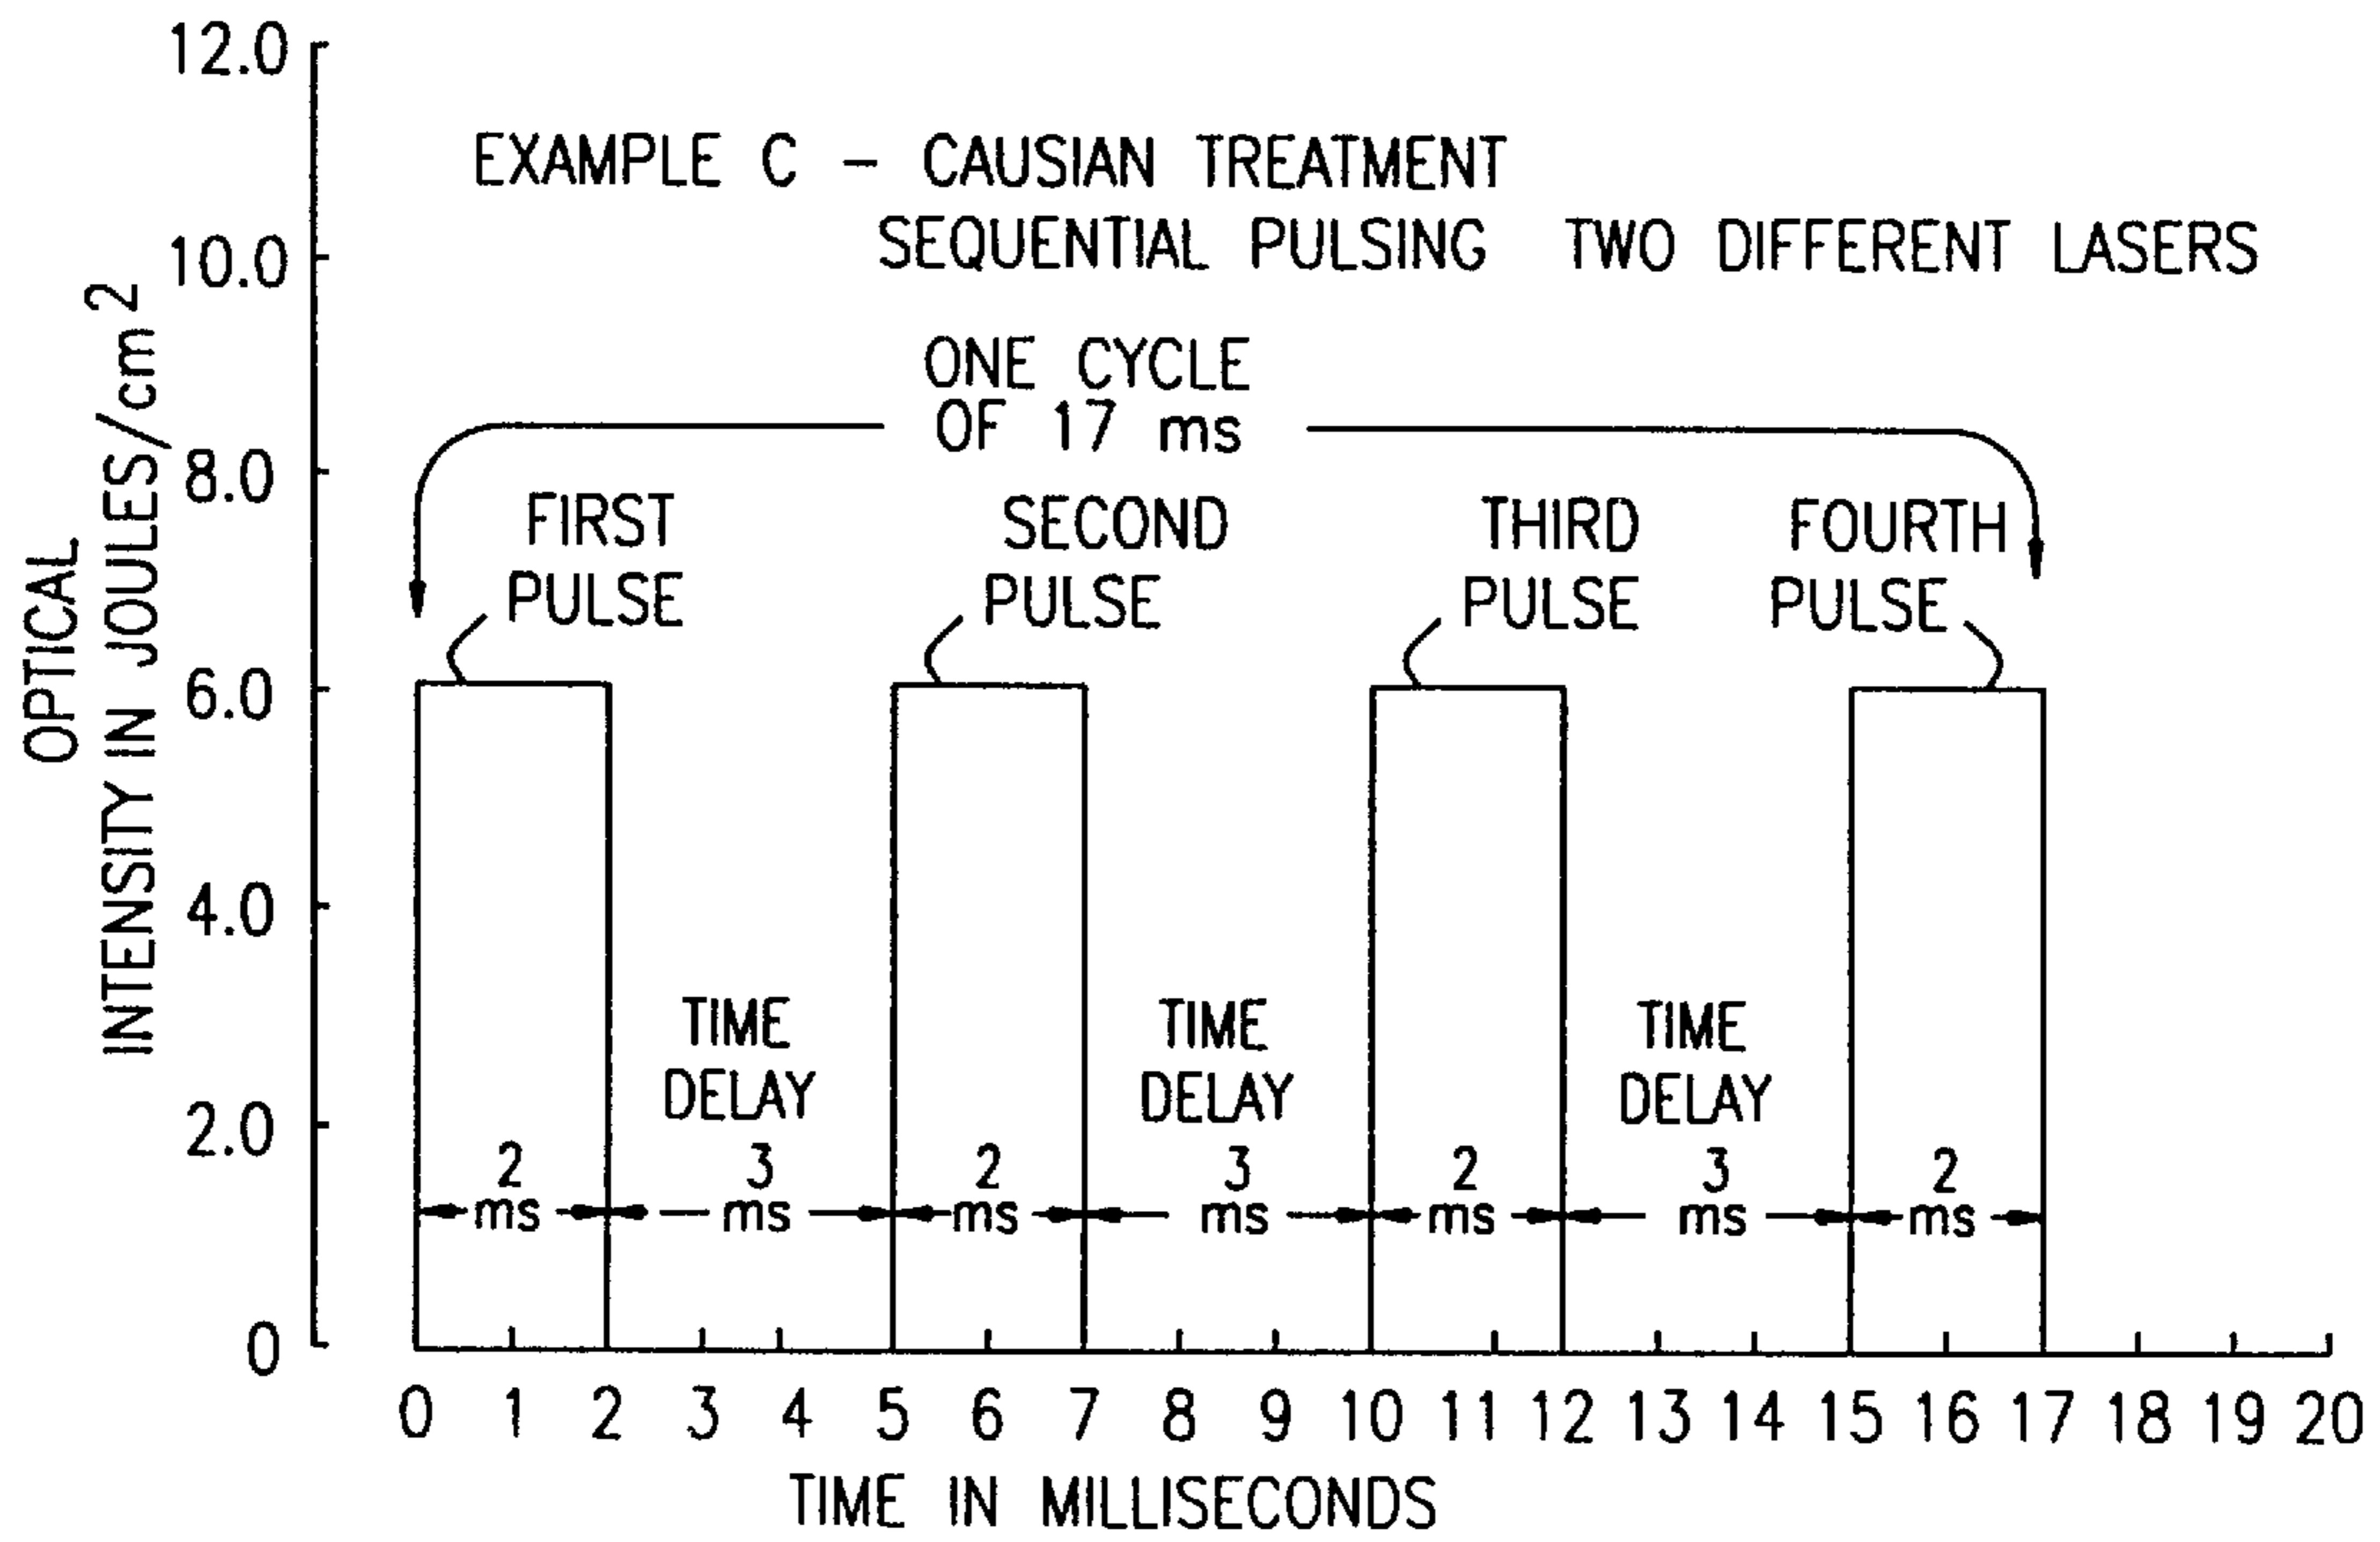 12.0
10.0
8.0
6.0
4.0
2.0
0
OPTICAL
INTENSITY IN JOULES/cm²
EXAMPLE C – CAUSIAN TREATMENT
SEQUENTIAL PULSING TWO DIFFERENT LASERS
ONE CYCLE
OF 17 ms
FIRST
PULSE
SECOND
PULSE
THIRD
PULSE
FOURTH
PULSE
TIME
DELAY
TIME
DELAY
TIME
DELAY
2
ms
3
ms
2
ms
3
ms
2
ms
3
ms
2
ms
0 1 2 3 4 5 6 7 8 9 10 11 12 13 14 15 16 17 18 19 20
TIME IN MILLISECONDS